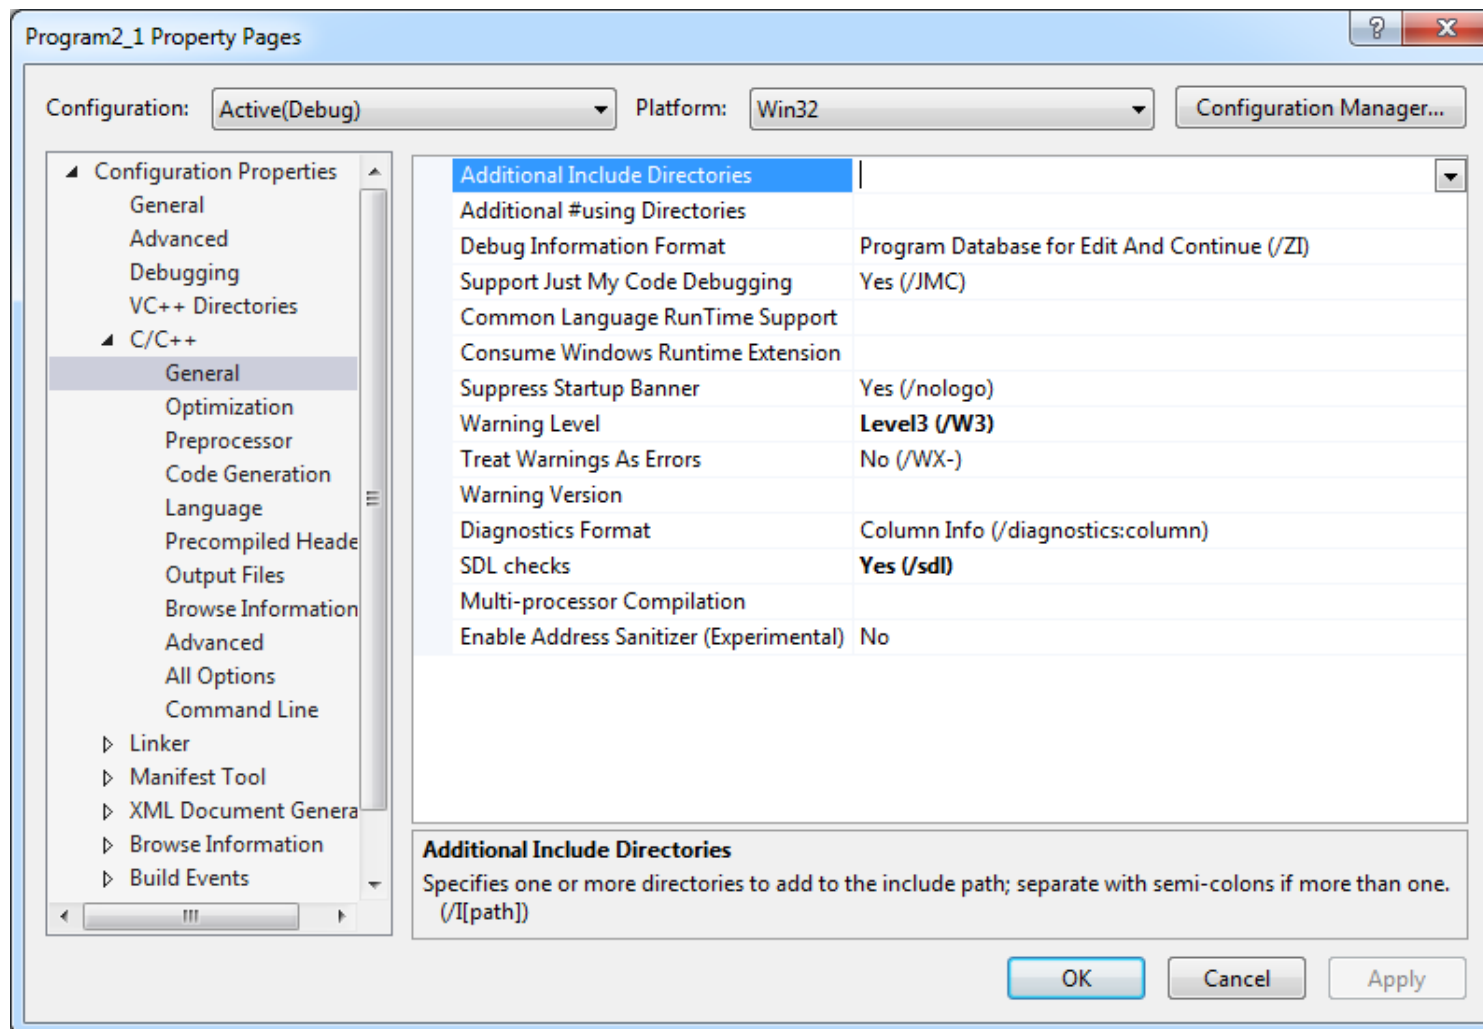 Program2_1 Property Pages
Configuration: Active(Debug) Platform: Win32 Configuration Manager...
Configuration Properties
General
Advanced
Debugging
VC++ Directories
C/C++
General
Optimization
Preprocessor
Code Generation
Language
Precompiled Heade
Output Files
Browse Information
Advanced
All Options
Command Line
Linker
Manifest Tool
XML Document Genera
Browse Information
Build Events
Additional Include Directories
Additional #using Directories
Debug Information Format Program Database for Edit And Continue (/ZI)
Support Just My Code Debugging Yes (/JMC)
Common Language RunTime Support
Consume Windows Runtime Extension
Suppress Startup Banner Yes (/nologo)
Warning Level Level3 (/W3)
Treat Warnings As Errors No (/WX-)
Warning Version
Diagnostics Format Column Info (/diagnostics:column)
SDL checks Yes (/sdl)
Multi-processor Compilation
Enable Address Sanitizer (Experimental) No
Additional Include Directories
Specifies one or more directories to add to the include path; separate with semi-colons if more than one.
(/I[path])
OK Cancel Apply